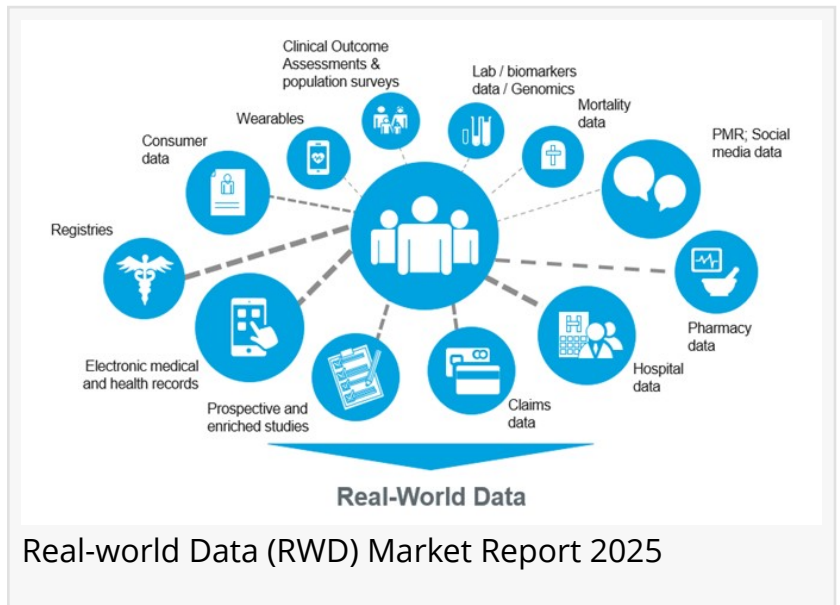 Clinical Outcome
Assessments &
population surveys
Lab / biomarkers
data / Genomics
Mortality
data
Wearables
PMR; Social
media data
Consumer
data
Registries
Pharmacy
data
Electronic medical
and health records
Hospital
data
Prospective and
enriched studies
Claims
data
H
Real-World Data
Real-world Data (RWD) Market Report 2025